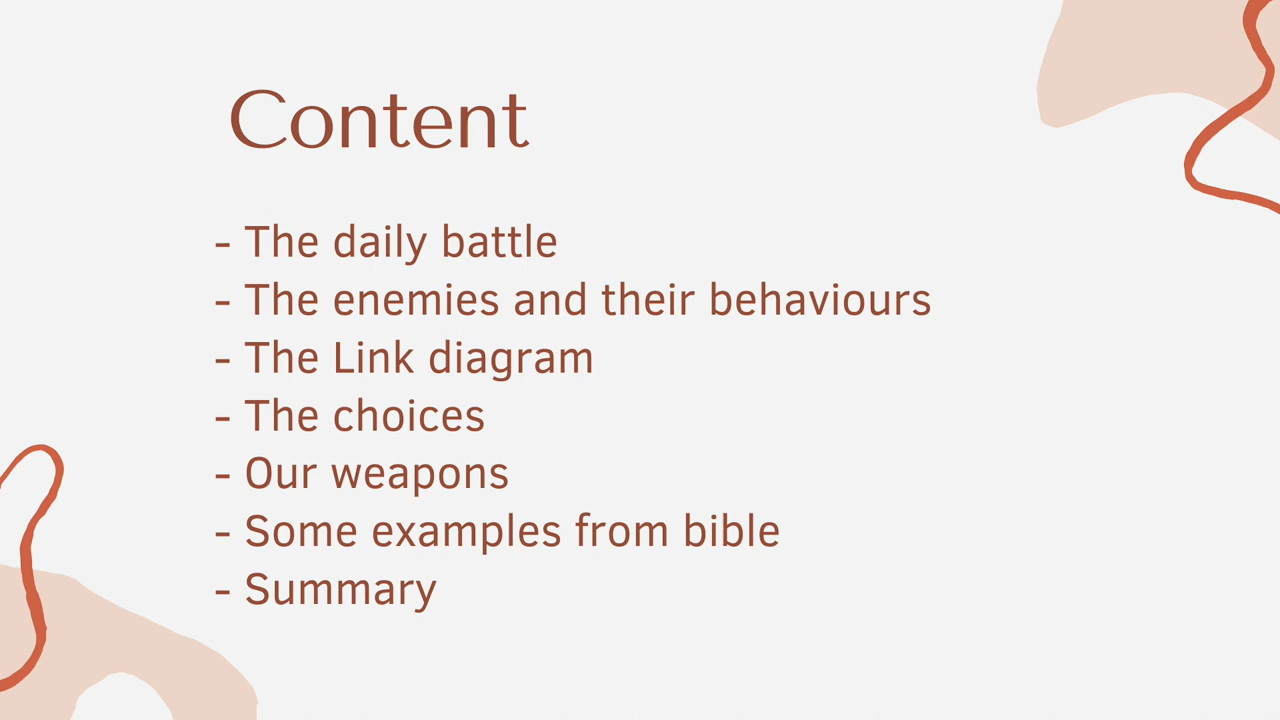 Content
- The daily battle
- The enemies and their behaviours
- The Link diagram
- The choices
- Our weapons
- Some examples from bible
- Summary